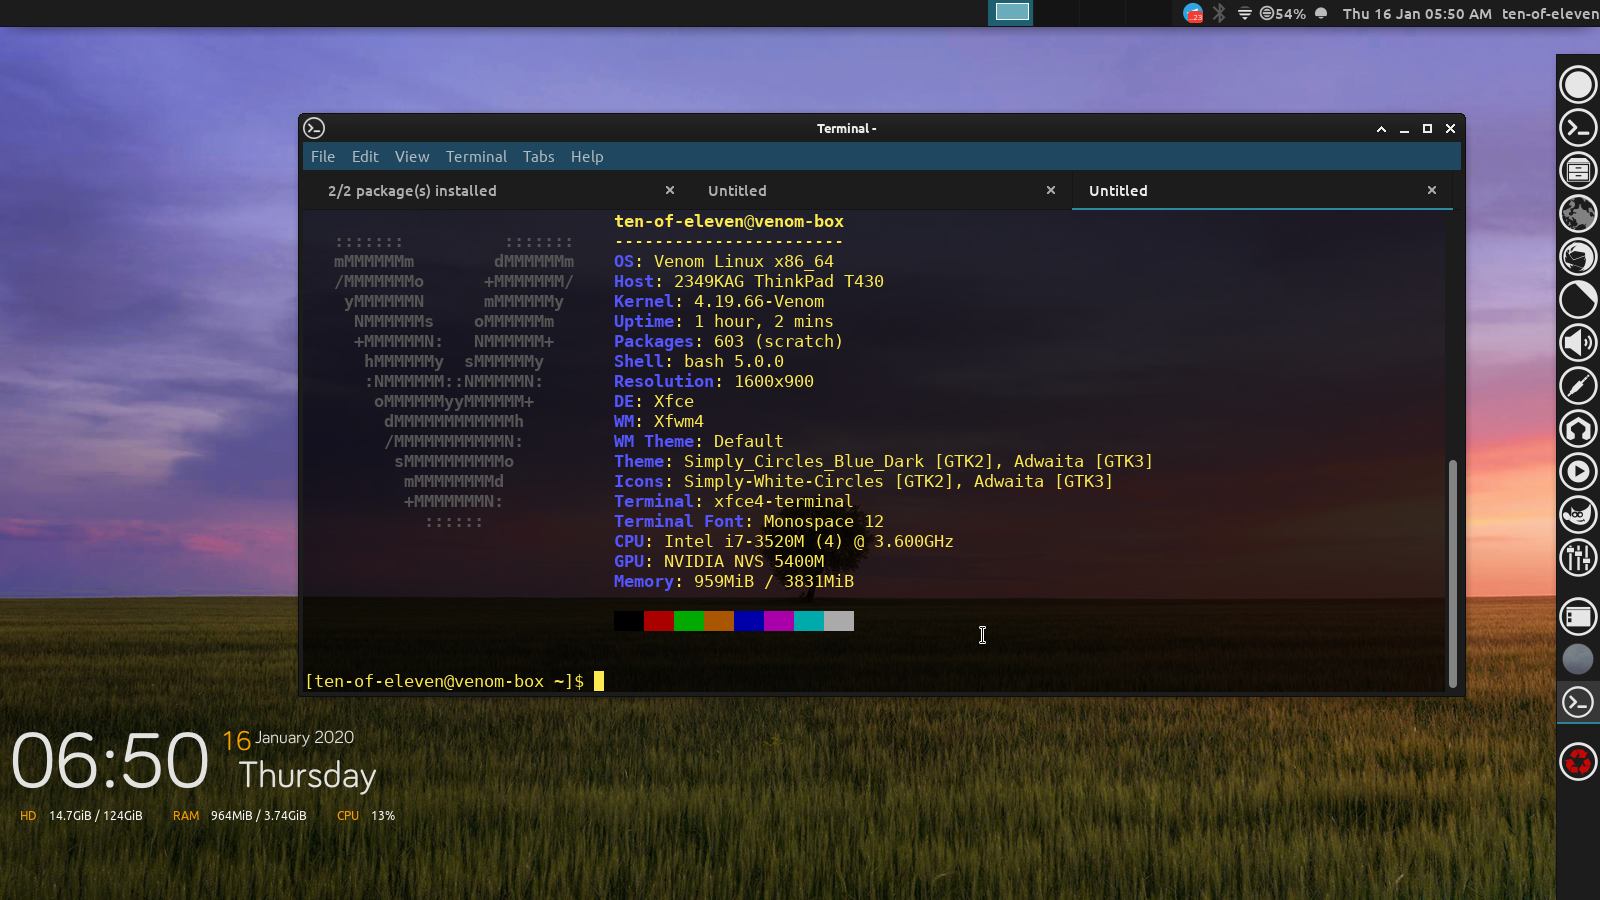 23 54% Thu 16 Jan 05:50 AM ten-of-eleven
Terminal -
File Edit View Terminal Tabs Help
2/2 package(s) installed Untitled Untitled
ten-of-eleven@venom-box
::::::: ::::::: -----------------------
mMMMMMMm dMMMMMMm OS: Venom Linux x86_64
/MMMMMMMo +MMMMMMM/ Host: 2349KAG ThinkPad T430
yMMMMMMN mMMMMMMy Kernel: 4.19.66-Venom
NMMMMMMs oMMMMMMm Uptime: 1 hour, 2 mins
+MMMMMMN: NMMMMMM+ Packages: 603 (scratch)
hMMMMMMy sMMMMMMy Shell: bash 5.0.0
:NMMMMMM::NMMMMMN: Resolution: 1600x900
oMMMMMMyyMMMMMM+ DE: Xfce
dMMMMMMMMMMMMh WM: Xfwm4
/MMMMMMMMMMMN: WM Theme: Default
sMMMMMMMMMMo Theme: Simply_Circles_Blue_Dark [GTK2], Adwaita [GTK3]
mMMMMMMMMd Icons: Simply-White-Circles [GTK2], Adwaita [GTK3]
+MMMMMMMN: Terminal: xfce4-terminal
:::::: Terminal Font: Monospace 12
CPU: Intel i7-3520M (4) @ 3.600GHz
GPU: NVIDIA NVS 5400M
Memory: 959MiB / 3831MiB
[ten-of-eleven@venom-box ~]$
06:50 16 January 2020
Thursday
HD 14.7GiB / 124GiB RAM 964MiB / 3.74GiB CPU 13%